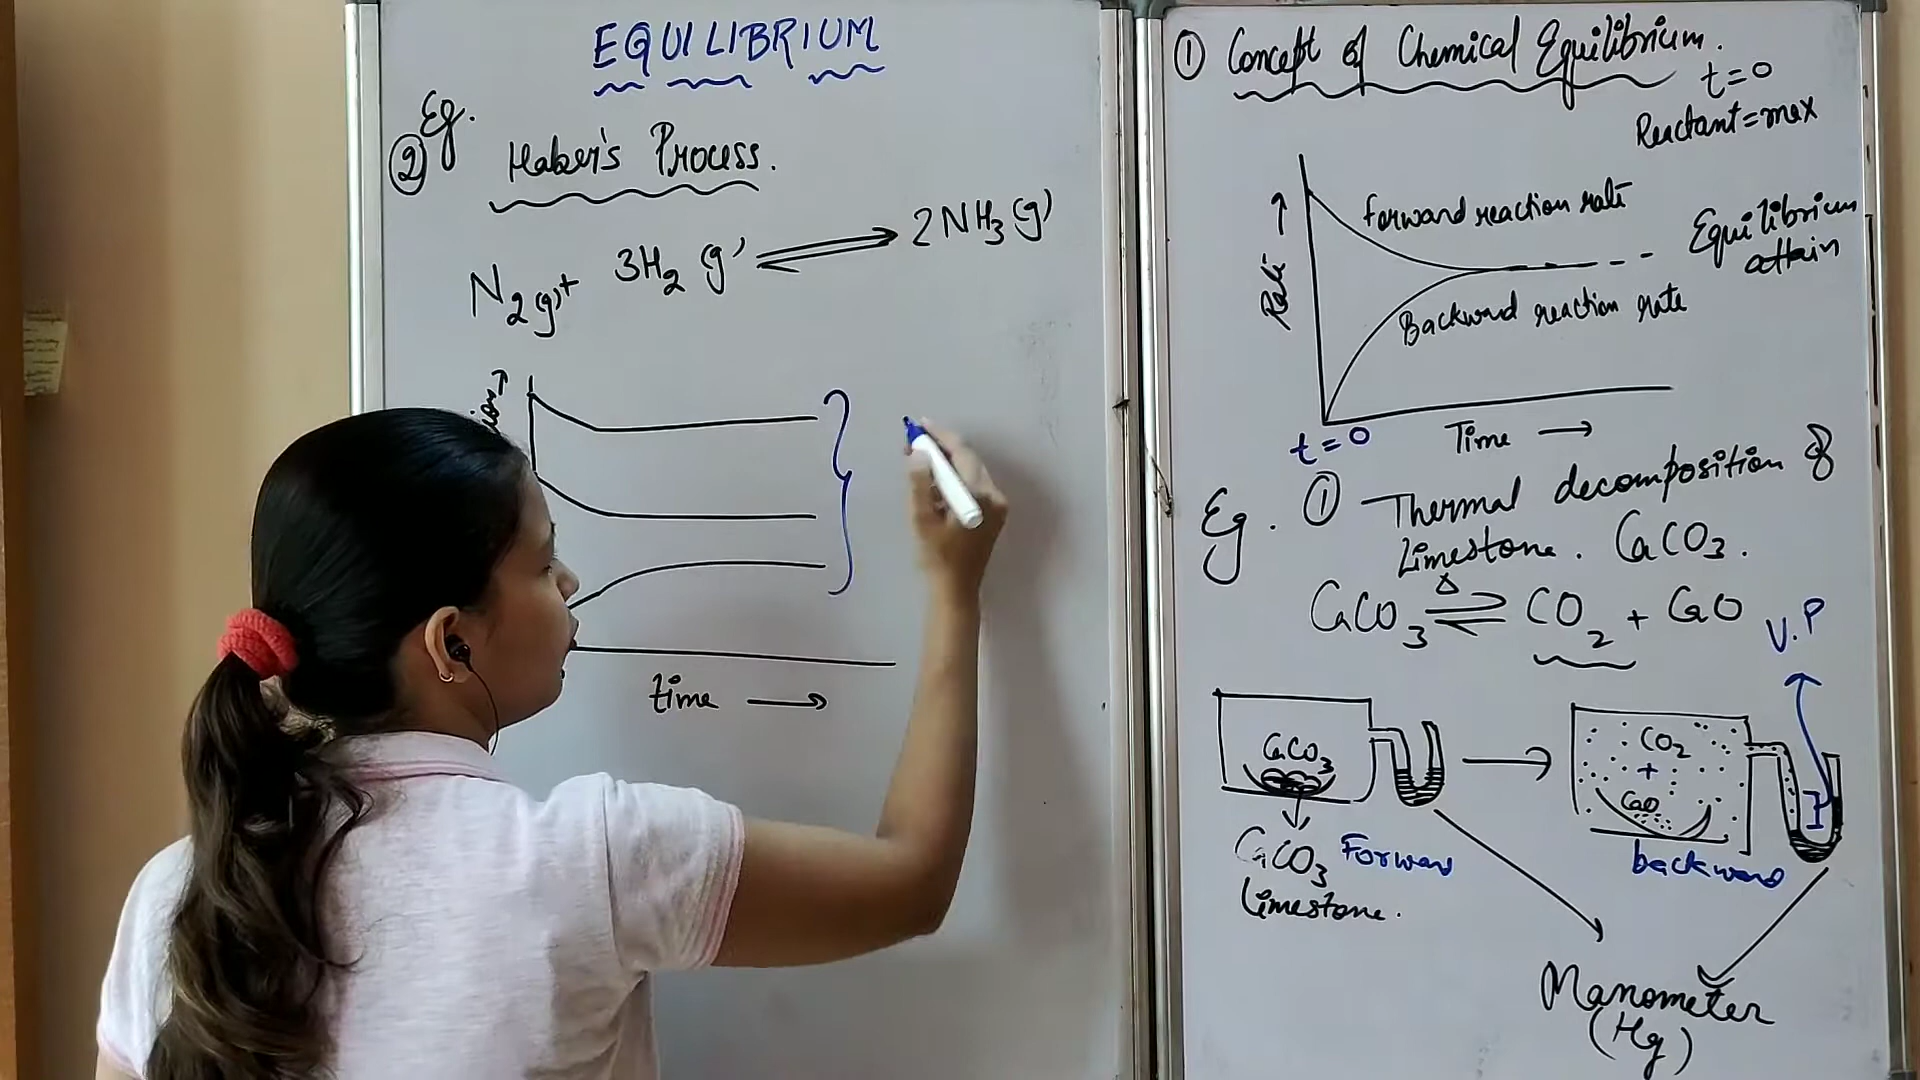 EQUILIBRIUM
Eg.
② Haber's Process.
N2(g) + 3H2(g) ⇌ 2NH3(g)
time →
① Concept of Chemical Equilibrium.
t=0
Reactant=max
Rate →
forward reaction rate
Equilibrium
attain
Backward reaction rate
t=0
Time →
Eg. ① Thermal decomposition of
Limestone. CaCO3.
CaCO3 ⇌ Δ CO2 + CaO
V.P
CaCO3
→
CO2
+
CaO
CaCO3
Forward
Limestone.
backward
Manometer
(Hg)